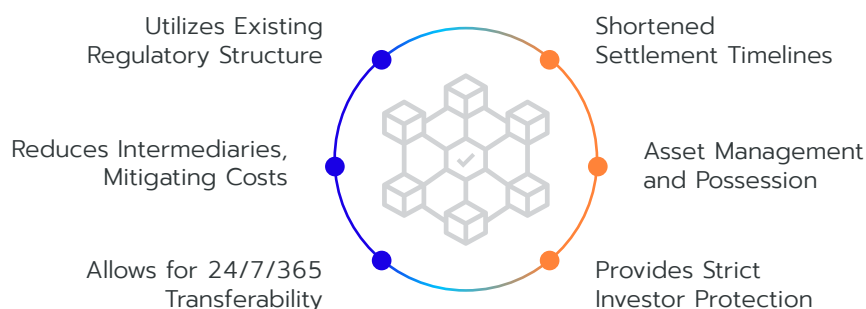 Utilizes Existing
Regulatory Structure
Shortened
Settlement Timelines
Reduces Intermediaries,
Mitigating Costs
Asset Management
and Possession
Allows for 24/7/365
Transferability
Provides Strict
Investor Protection